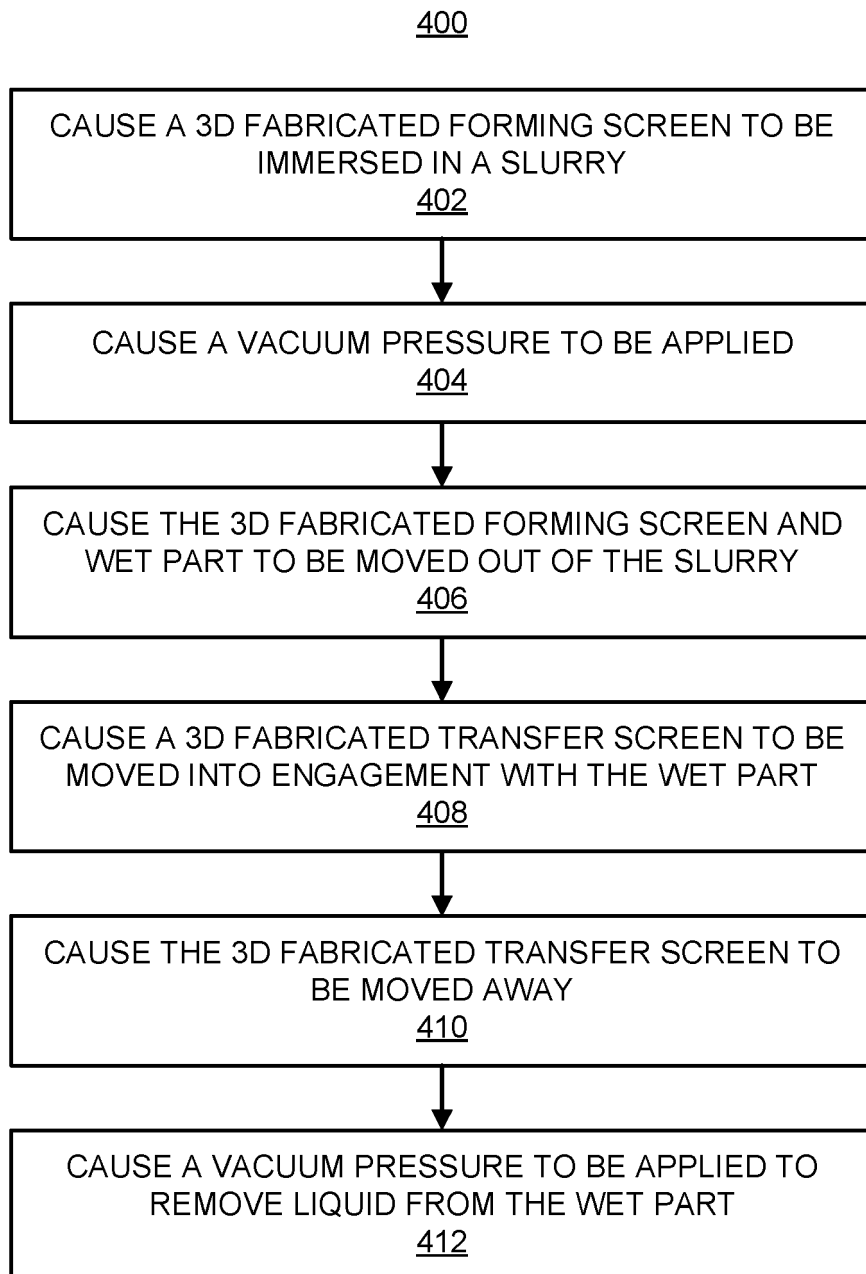 400
CAUSE A 3D FABRICATED FORMING SCREEN TO BE
IMMERSED IN A SLURRY
402
CAUSE A VACUUM PRESSURE TO BE APPLIED
404
CAUSE THE 3D FABRICATED FORMING SCREEN AND
WET PART TO BE MOVED OUT OF THE SLURRY
406
CAUSE A 3D FABRICATED TRANSFER SCREEN TO BE
MOVED INTO ENGAGEMENT WITH THE WET PART
408
CAUSE THE 3D FABRICATED TRANSFER SCREEN TO
BE MOVED AWAY
410
CAUSE A VACUUM PRESSURE TO BE APPLIED TO
REMOVE LIQUID FROM THE WET PART
412